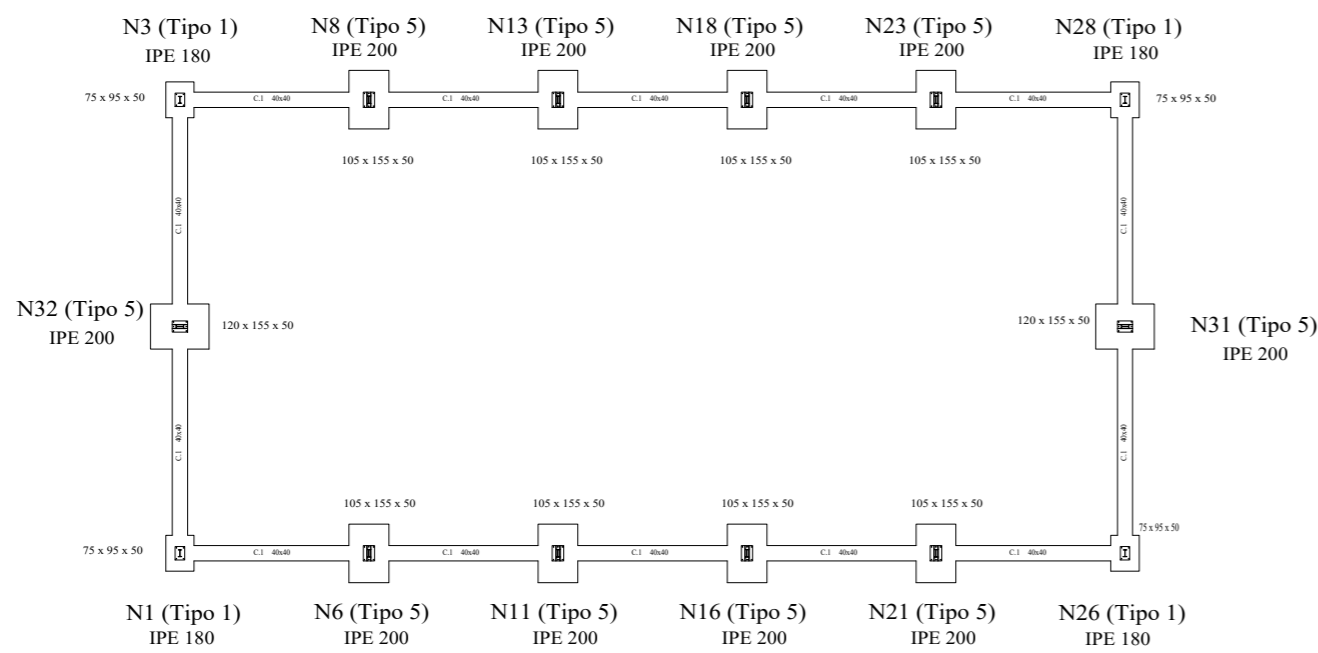 N3 (Tipo 1) N8 (Tipo 5) N13 (Tipo 5) N18 (Tipo 5) N23 (Tipo 5) N28 (Tipo 1)
IPE 180 IPE 200 IPE 200 IPE 200 IPE 200 IPE 180
75 x 95 x 50 C.1 40x40 C.1 40x40 C.1 40x40 C.1 40x40 C.1 40x40 75 x 95 x 50
105 x 155 x 50 105 x 155 x 50 105 x 155 x 50 105 x 155 x 50
C.1 40x40 C.1 40x40
N32 (Tipo 5) 120 x 155 x 50 120 x 155 x 50 N31 (Tipo 5)
IPE 200 IPE 200
C.1 40x40 C.1 40x40
105 x 155 x 50 105 x 155 x 50 105 x 155 x 50 105 x 155 x 50
75 x 95 x 50
75 x 95 x 50 C.1 40x40 C.1 40x40 C.1 40x40 C.1 40x40 C.1 40x40
N1 (Tipo 1) N6 (Tipo 5) N11 (Tipo 5) N16 (Tipo 5) N21 (Tipo 5) N26 (Tipo 1)
IPE 180 IPE 200 IPE 200 IPE 200 IPE 200 IPE 180